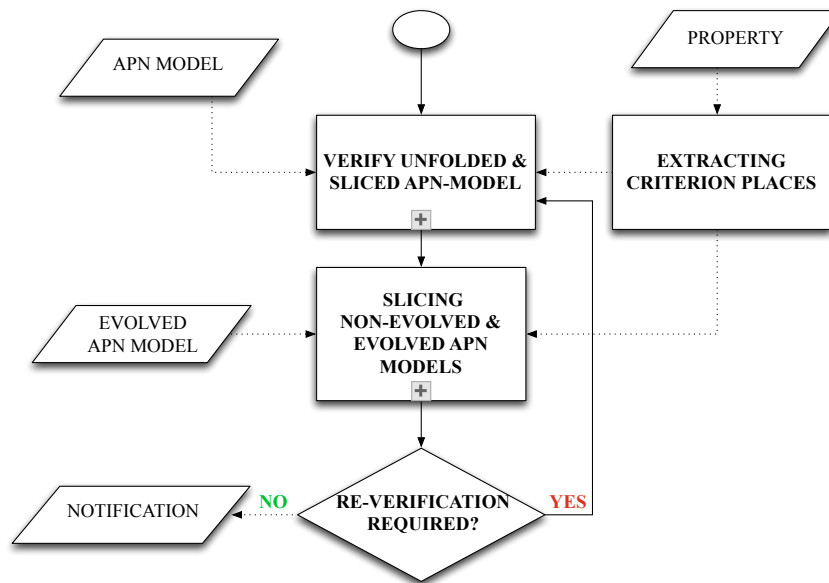 APN MODEL
PROPERTY
VERIFY UNFOLDED &
SLICED APN-MODEL
EXTRACTING
CRITERION PLACES
SLICING
NON-EVOLVED &
EVOLVED APN
MODELS
EVOLVED
APN MODEL
NOTIFICATION
NO
RE-VERIFICATION
REQUIRED?
YES